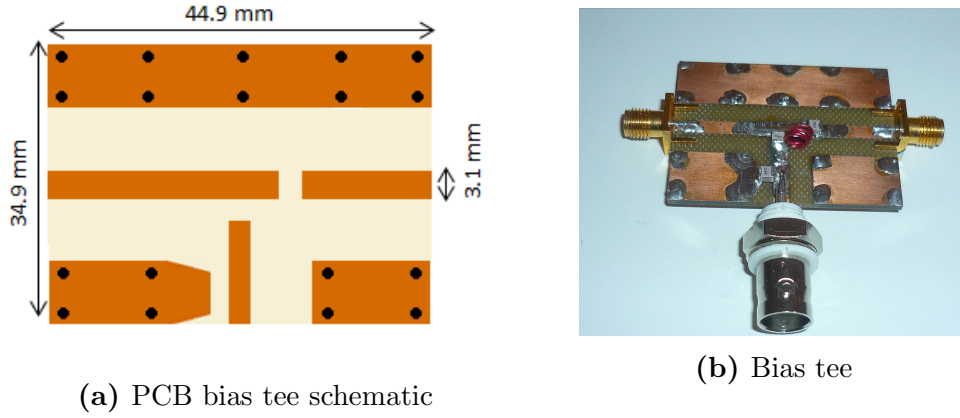 44.9 mm
34.9 mm
3.1 mm
(a) PCB bias tee schematic
(b) Bias tee